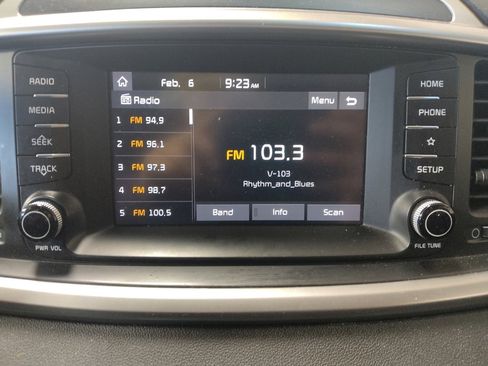 Feb. 6 9:23 AM
Radio Menu
1 FM 94.9
2 FM 96.1
3 FM 97.3
4 FM 98.7
5 FM 100.5
FM 103.3
V-103
Rhythm_and_Blues
Band Info Scan
RADIO
MEDIA
SEEK
TRACK
PWR VOL
HOME
PHONE
SETUP
FILE TUNE